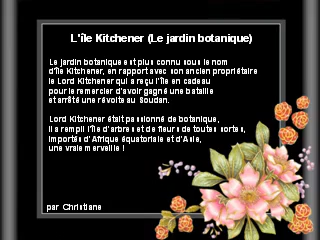 L'île Kitchener (Le jardin botanique)
Le jardin botanique est plus connu sous le nom
d'île Kitchener, en rapport avec son ancien propriétaire
le Lord Kitchener qui a reçu l'île en cadeau
pour le remercier d'avoir gagné une bataille
et arrêté une révolte au Soudan.
Lord Kitchener était passionné de botanique,
il a rempli l'île d'arbres et de fleurs de toutes sortes,
importés d'Afrique équatoriale et d'Asie,
une vraie merveille !
par Christiane